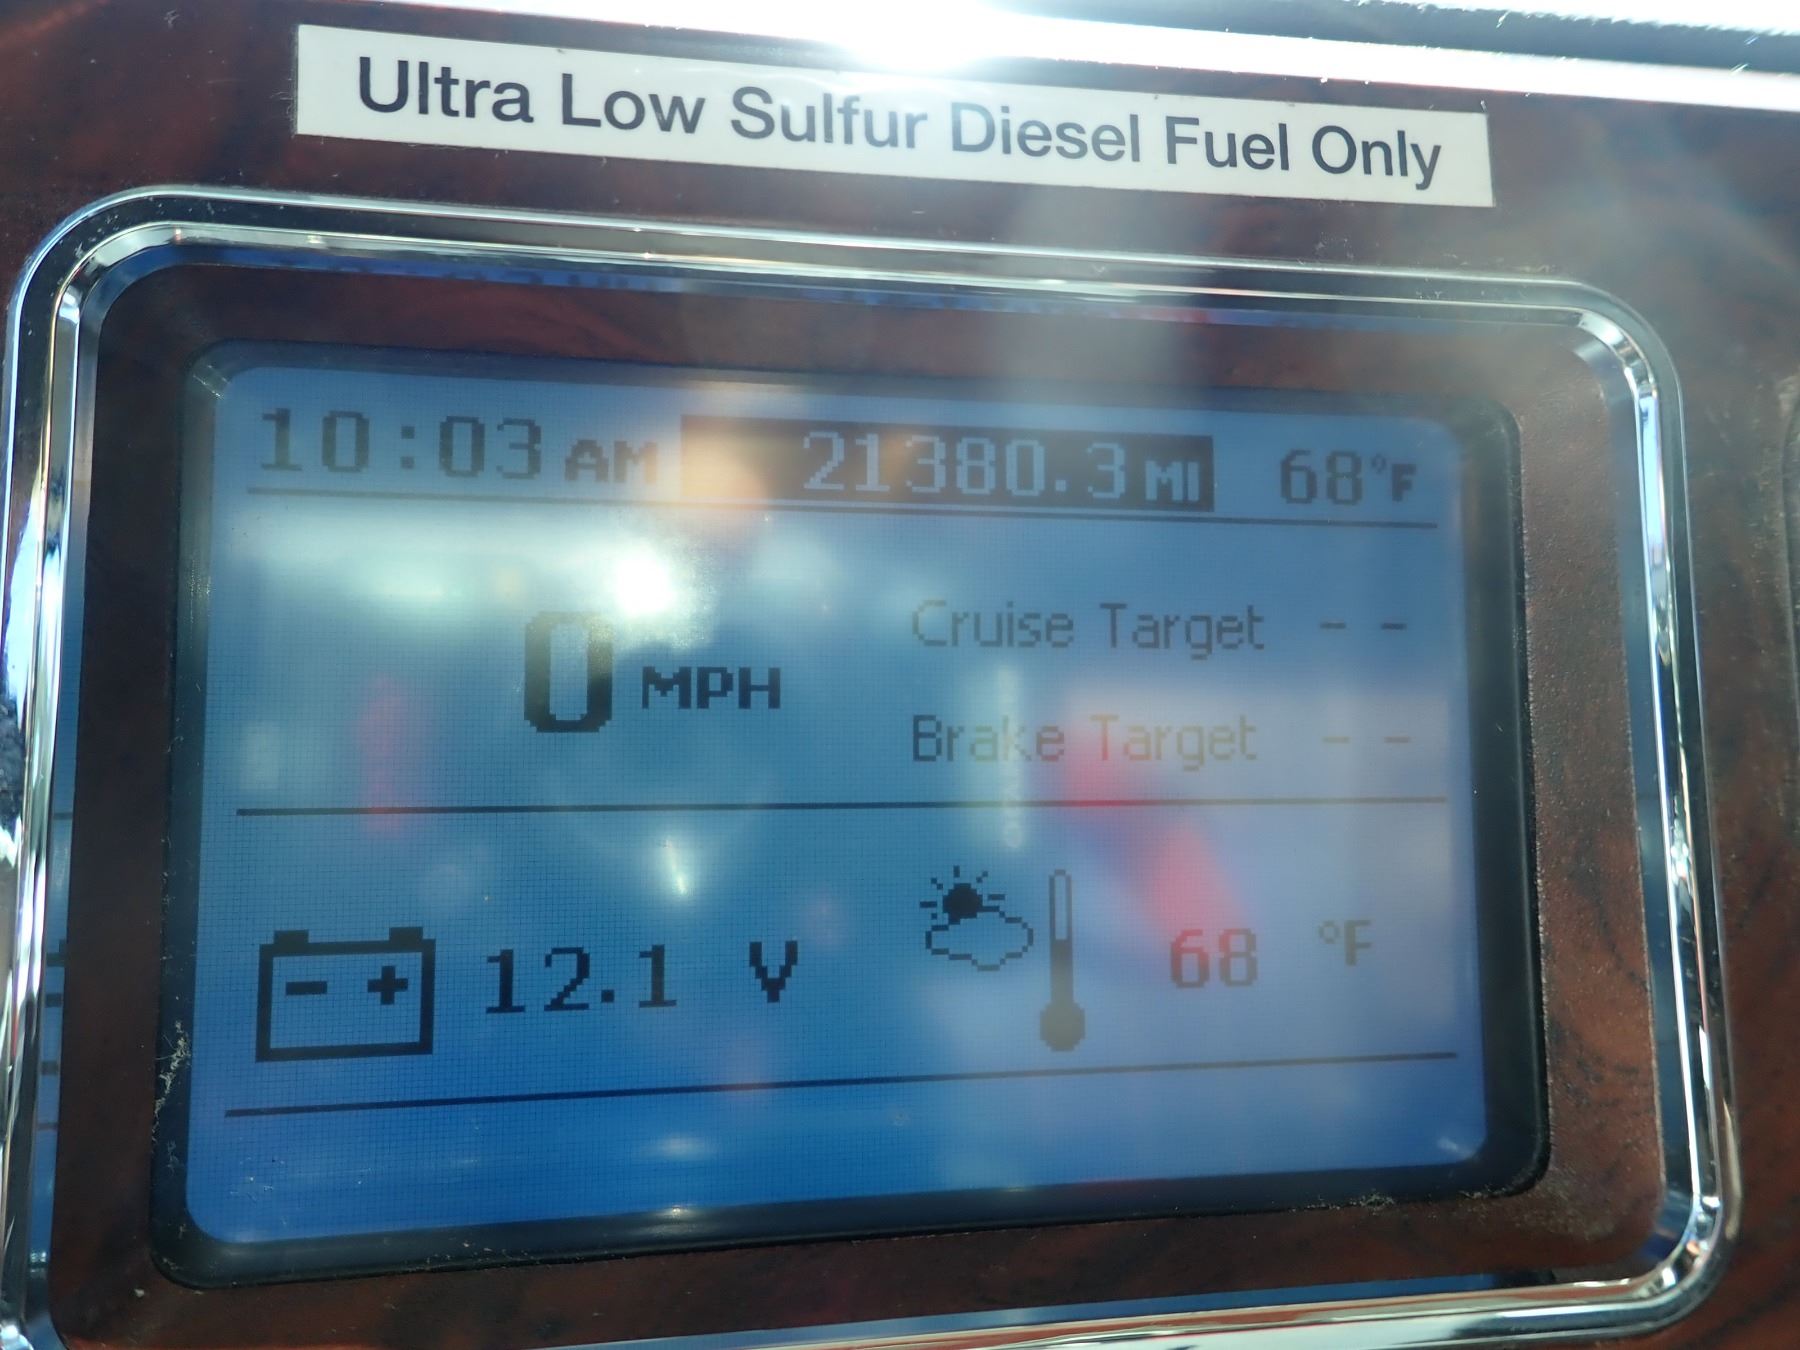 Ultra Low Sulfur Diesel Fuel Only
10:03 AM 21380.3 MI 68°F
0 MPH
Cruise Target --
Brake Target --
- + 12.1 V 68 °F